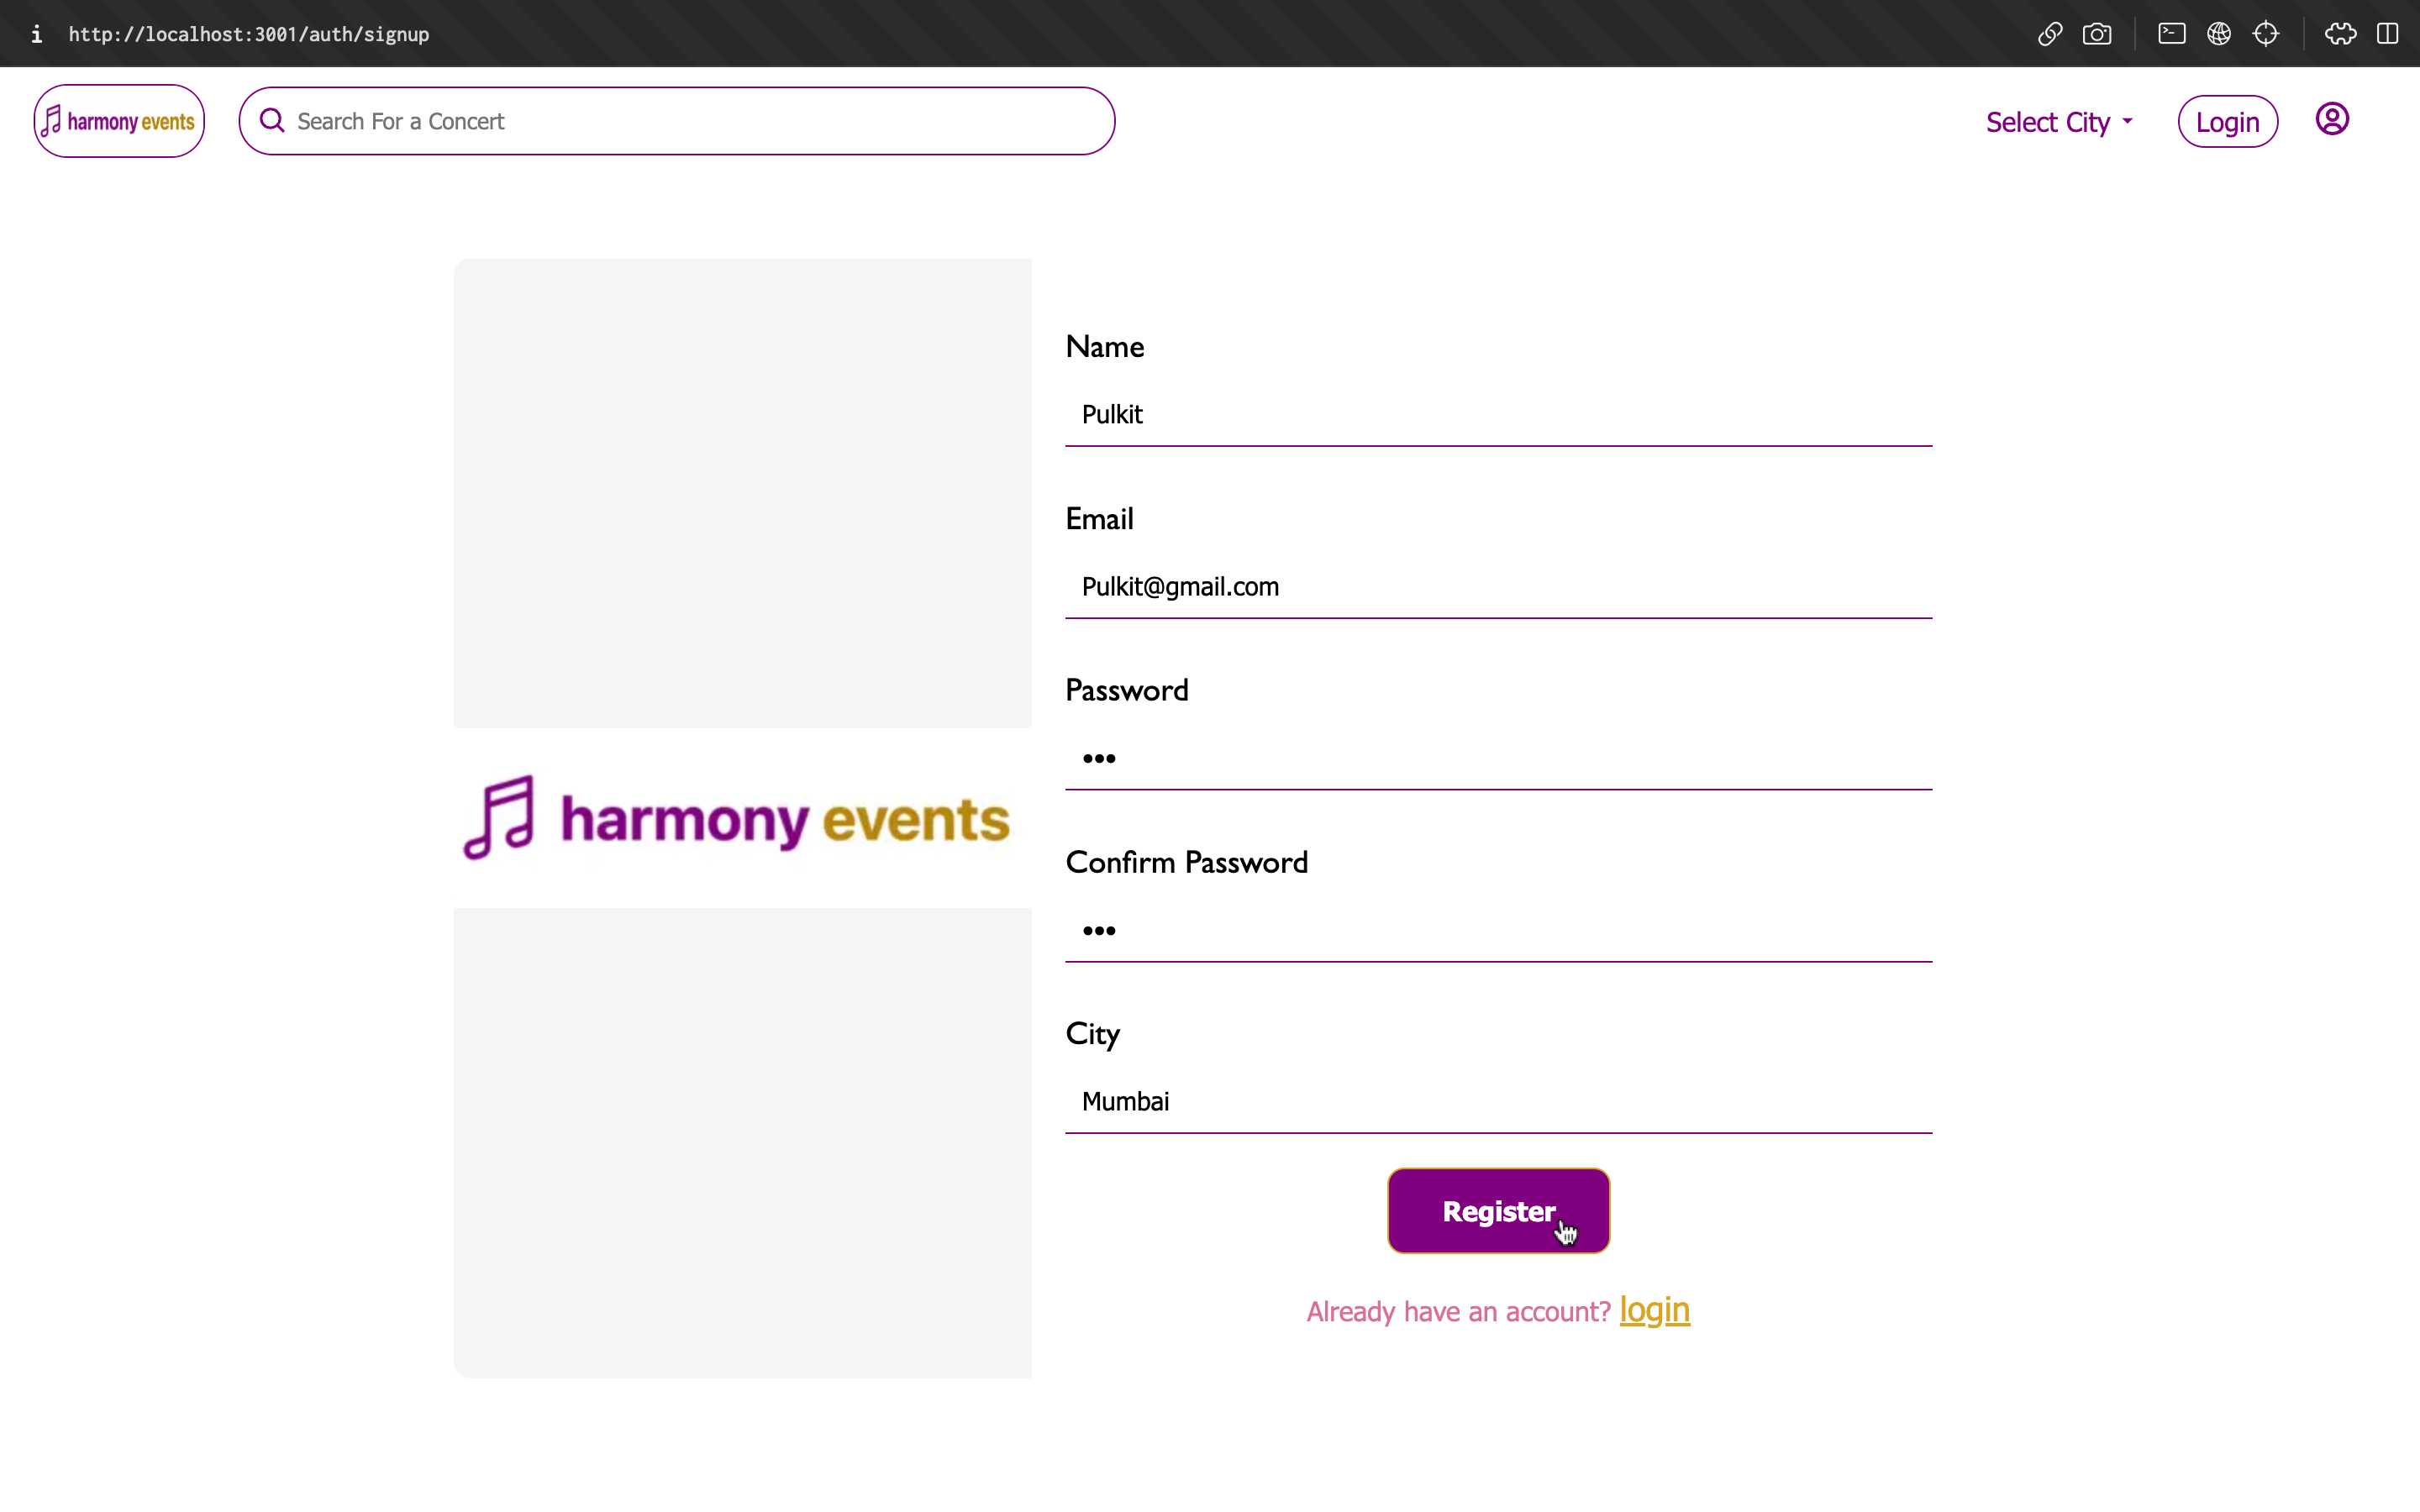 http://localhost:3001/auth/signup
harmony events
Search For a Concert
Select City
Login
Name
Pulkit
Email
Pulkit@gmail.com
Password
•••
harmony events
Confirm Password
•••
City
Mumbai
Register
Already have an account? login